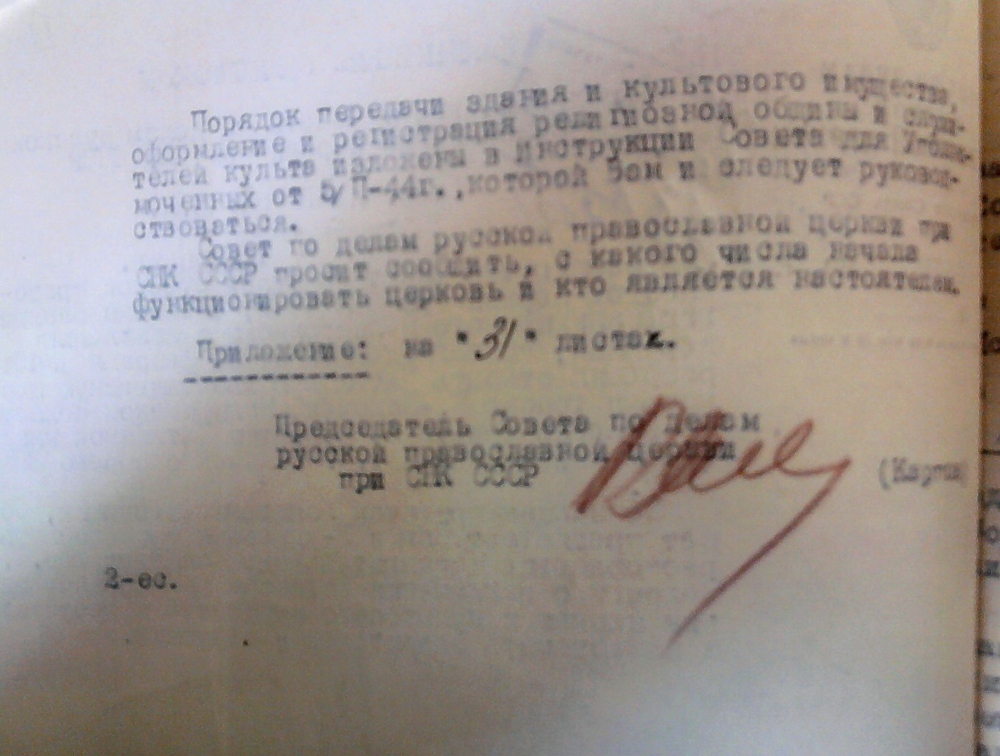 Порядок передачи здания и культового имущества,
оформление и регистрация религиозной общины и служи-
телей культа изложены в инструкции Совета для Уполно-
моченных от 5/П-44г., которой Вам и следует руковод-
ствоваться.
Совет по делам русской православной церкви при
СНК СССР просит сообщить, с какого числа начала
функционировать церковь и кто является настоятелем.
Приложение: на "31" листах.
Председатель Совета по делам
русской православной церкви
при СНК СССР (Карпов)
2-ес.